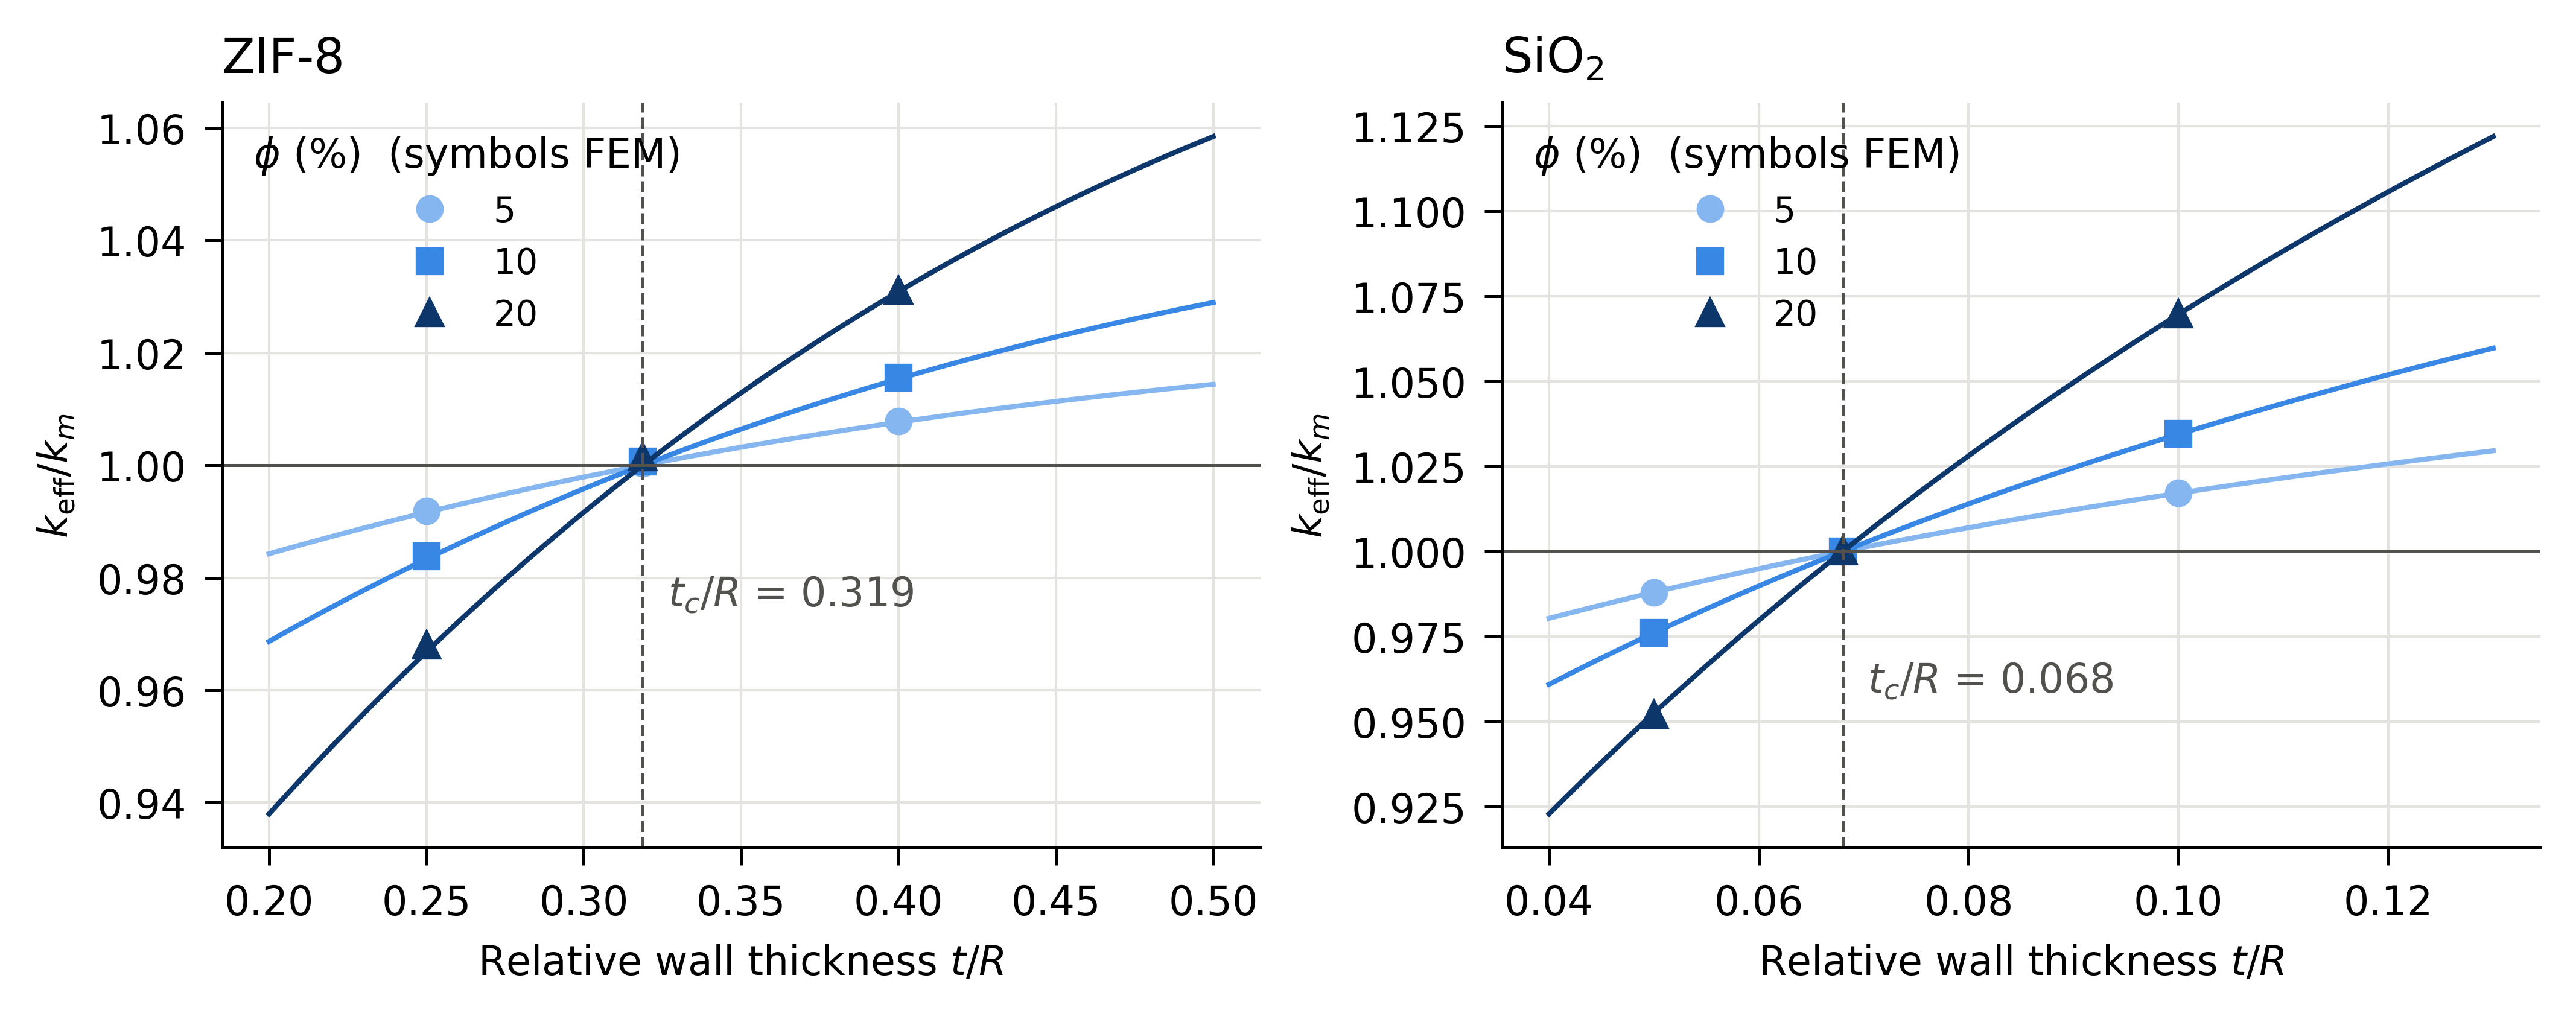 ZIF-8
ϕ (%) (symbols FEM)
5
10
20
1.06
1.04
1.02
1.00
0.98
0.96
0.94
k_eff/k_m
t_c/R = 0.319
0.20 0.25 0.30 0.35 0.40 0.45 0.50
Relative wall thickness t/R
SiO₂
ϕ (%) (symbols FEM)
5
10
20
1.125
1.100
1.075
1.050
1.025
1.000
0.975
0.950
0.925
k_eff/k_m
t_c/R = 0.068
0.04 0.06 0.08 0.10 0.12
Relative wall thickness t/R